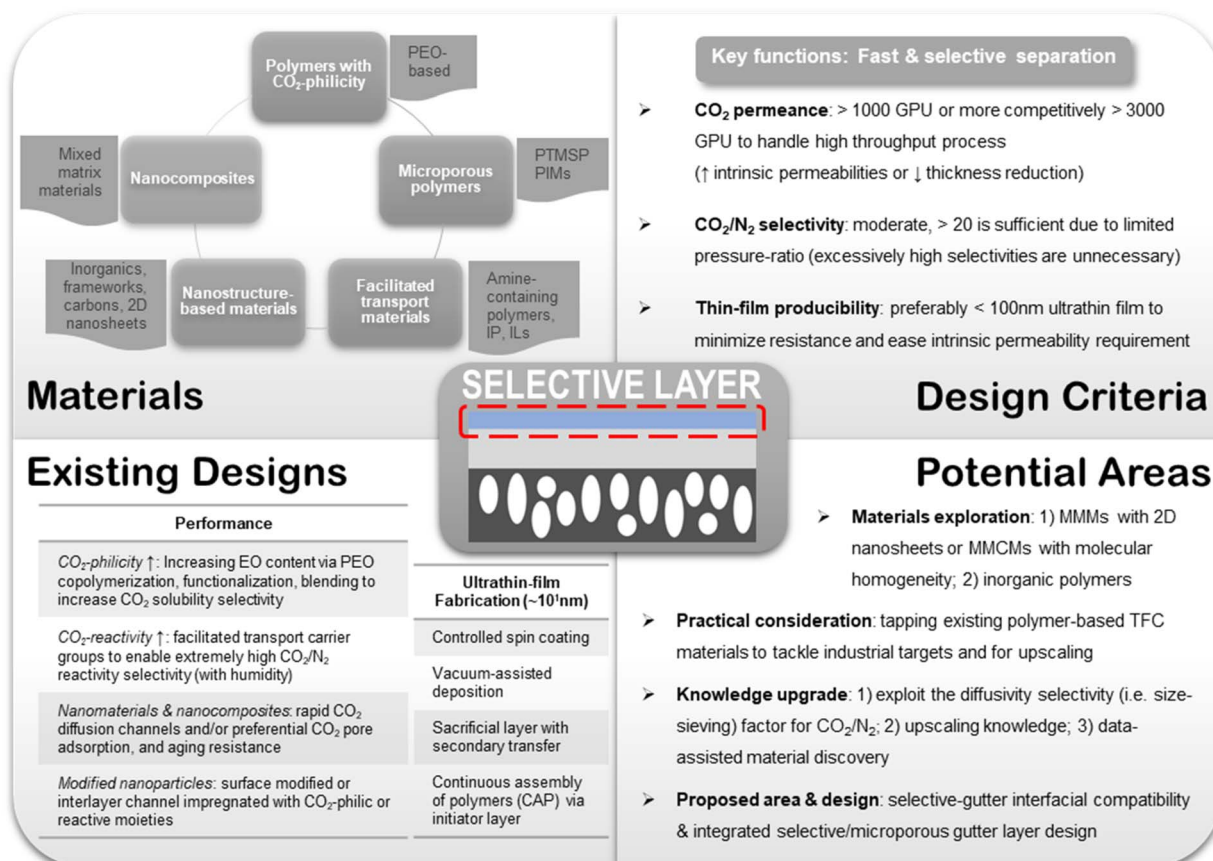 Polymers with
CO₂-philicity
PEO-
based
Mixed
matrix
materials
Nanocomposites
Microporous
polymers
PTMSP
PIMs
Inorganics,
frameworks,
carbons, 2D
nanosheets
Nanostructure-
based materials
Facilitated
transport
materials
Amine-
containing
polymers,
IP, ILs
Materials
Key functions: Fast & selective separation
➢ CO₂ permeance: > 1000 GPU or more competitively > 3000
GPU to handle high throughput process
(↑ intrinsic permeabilities or ↓ thickness reduction)
➢ CO₂/N₂ selectivity: moderate, > 20 is sufficient due to limited
pressure-ratio (excessively high selectivities are unnecessary)
➢ Thin-film producibility: preferably < 100nm ultrathin film to
minimize resistance and ease intrinsic permeability requirement
Design Criteria
SELECTIVE LAYER
Existing Designs
Performance
CO₂-philicity ↑: Increasing EO content via PEO
copolymerization, functionalization, blending to
increase CO₂ solubility selectivity
CO₂-reactivity ↑: facilitated transport carrier
groups to enable extremely high CO₂/N₂
reactivity selectivity (with humidity)
Nanomaterials & nanocomposites: rapid CO₂
diffusion channels and/or preferential CO₂ pore
adsorption, and aging resistance
Modified nanoparticles: surface modified or
interlayer channel impregnated with CO₂-philic or
reactive moieties
Ultrathin-film
Fabrication (~10¹nm)
Controlled spin coating
Vacuum-assisted
deposition
Sacrificial layer with
secondary transfer
Continuous assembly
of polymers (CAP) via
initiator layer
Potential Areas
➢ Materials exploration: 1) MMMs with 2D
nanosheets or MMCMs with molecular
homogeneity; 2) inorganic polymers
➢ Practical consideration: tapping existing polymer-based TFC
materials to tackle industrial targets and for upscaling
➢ Knowledge upgrade: 1) exploit the diffusivity selectivity (i.e. size-
sieving) factor for CO₂/N₂; 2) upscaling knowledge; 3) data-
assisted material discovery
➢ Proposed area & design: selective-gutter interfacial compatibility
& integrated selective/microporous gutter layer design